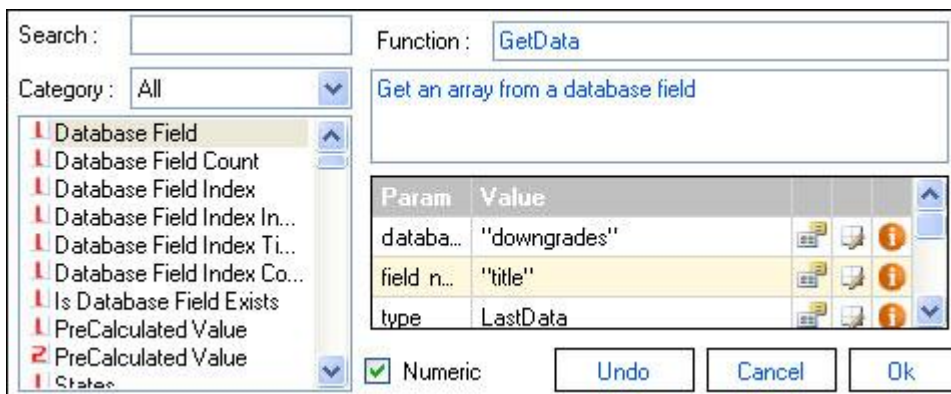 Search :
Category : All
Database Field
Database Field Count
Database Field Index
Database Field Index In...
Database Field Index Ti...
Database Field Index Co...
Is Database Field Exists
PreCalculated Value
2 PreCalculated Value
States
Function : GetData
Get an array from a database field
Param Value
databa... "downgrades"
field n... "title"
type LastData
Numeric
Undo Cancel Ok